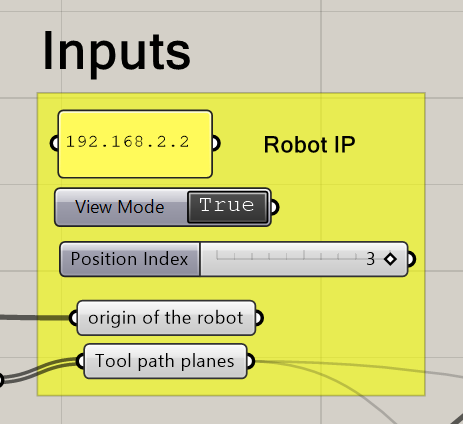 Inputs
192.168.2.2
Robot IP
View Mode True
Position Index 3
origin of the robot
Tool path planes